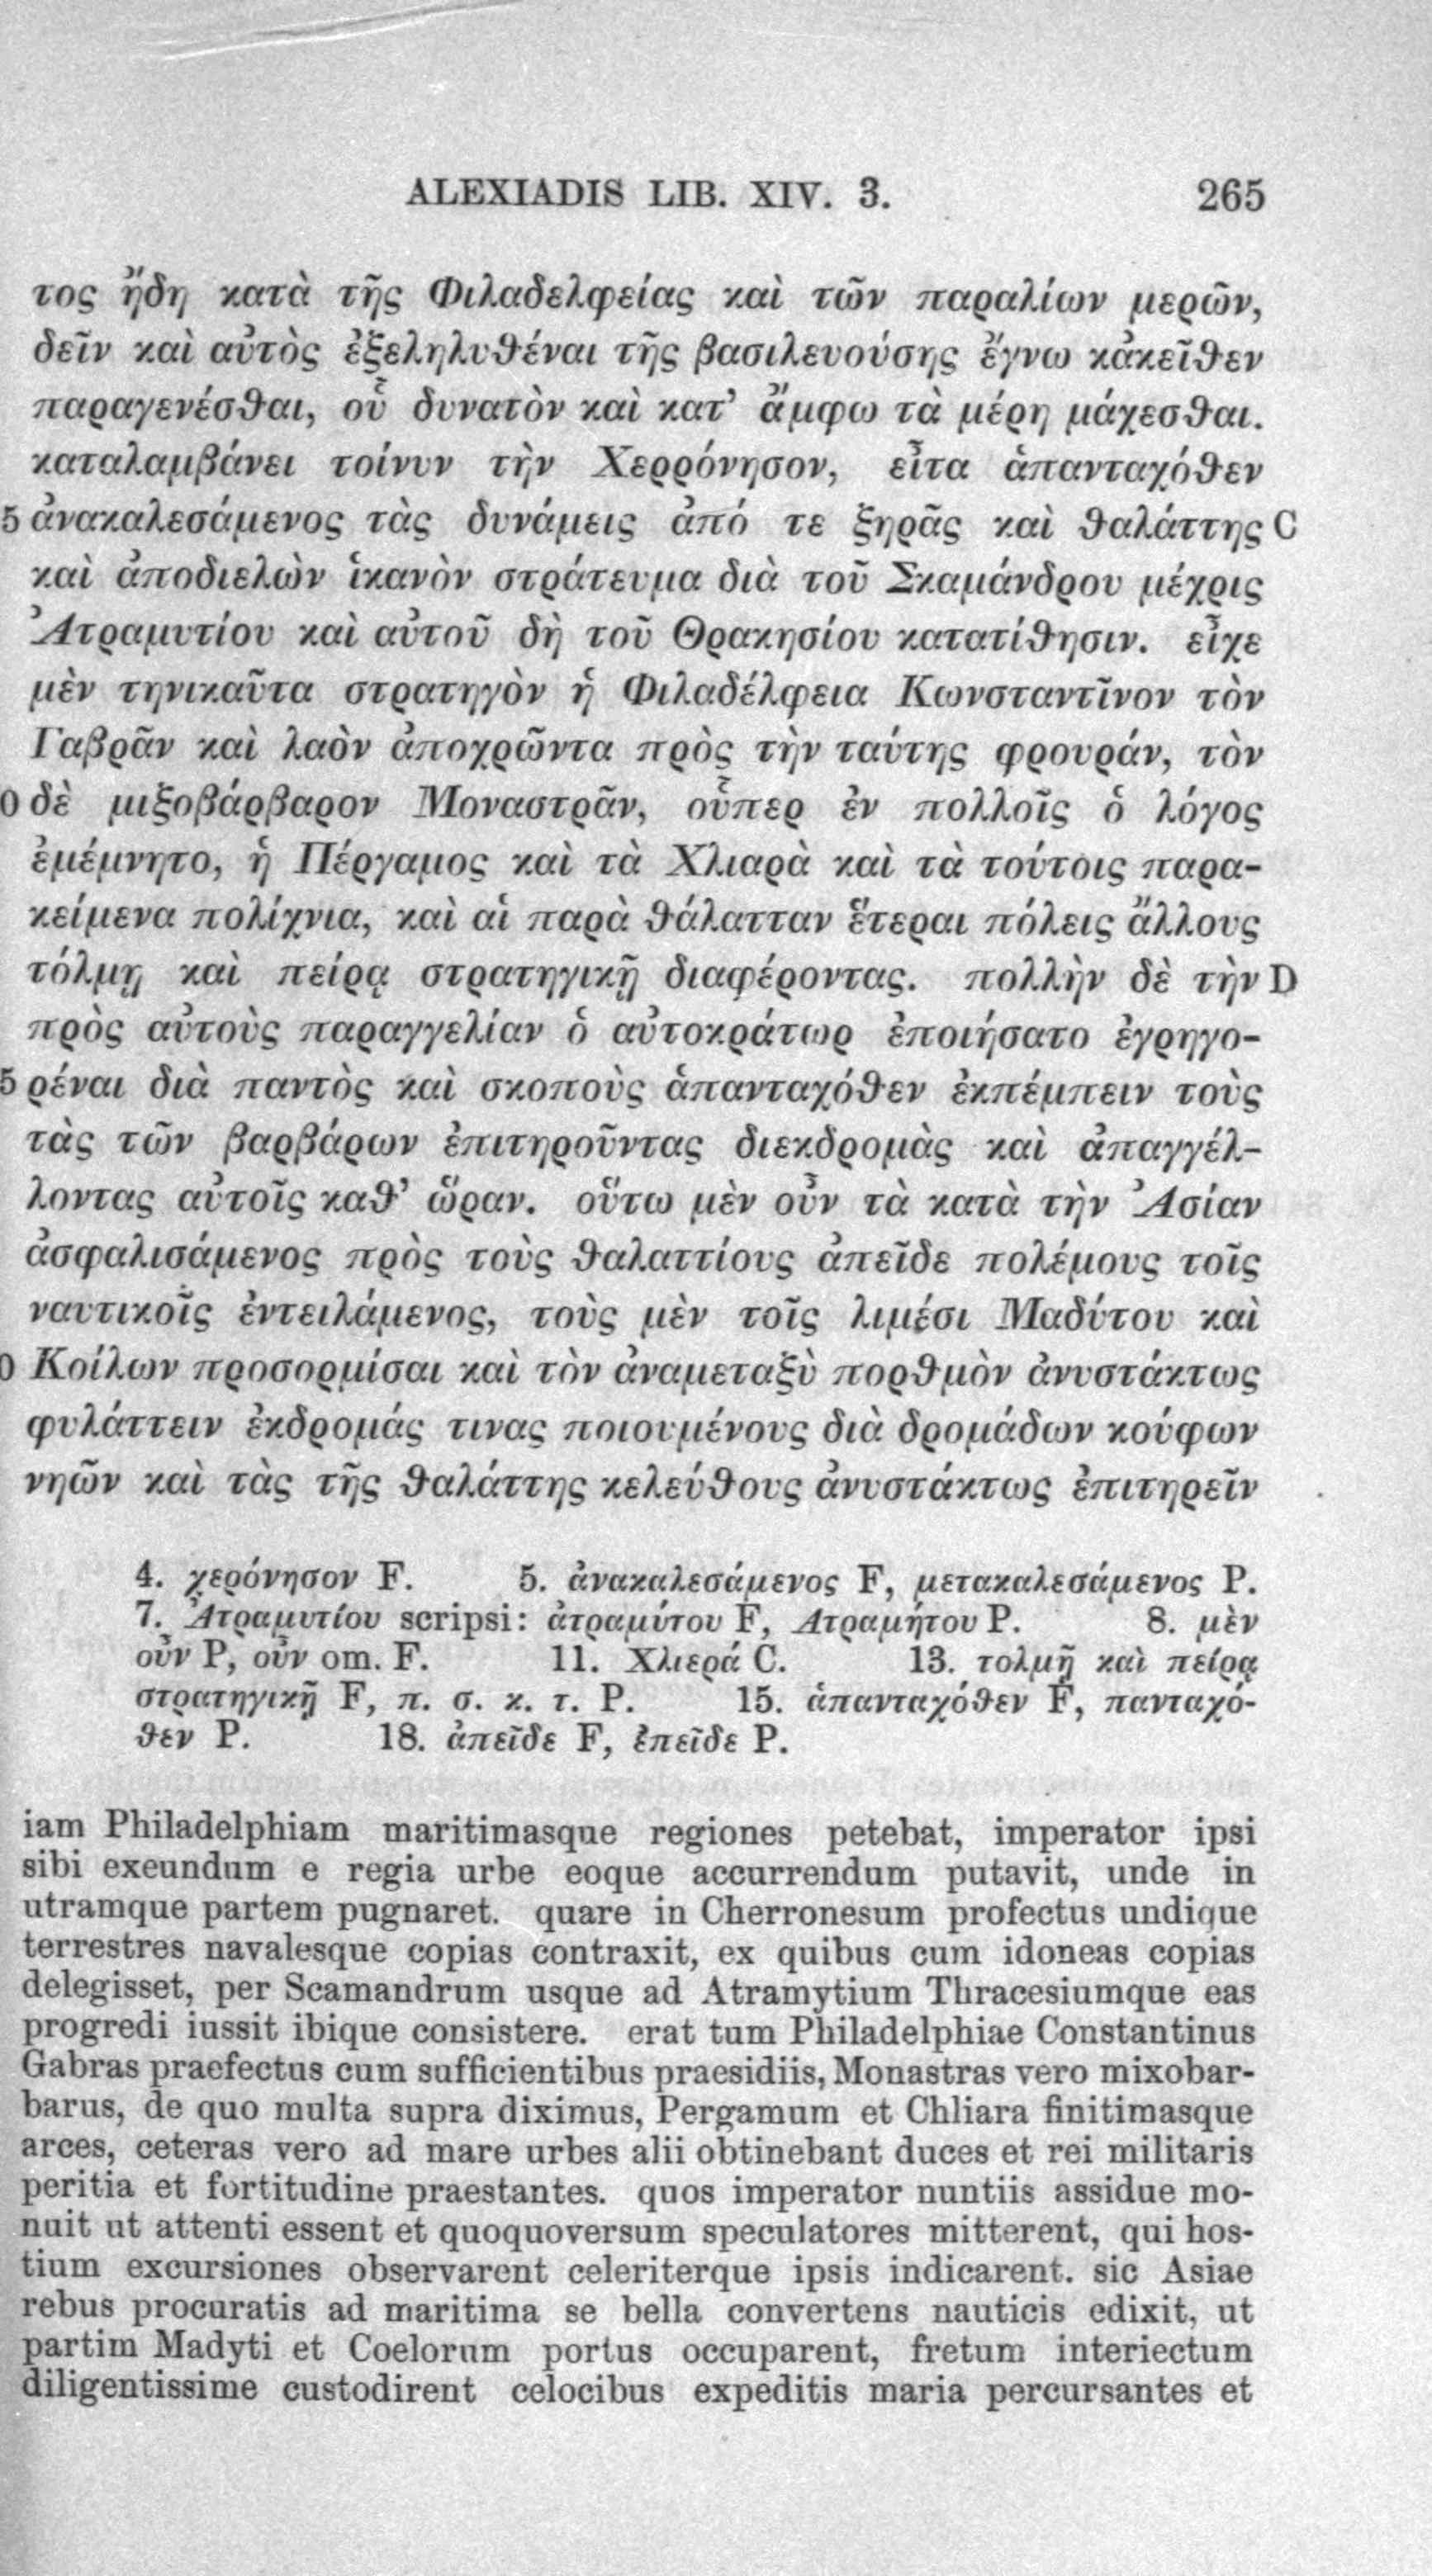 ALEXIADIS LIB. XIV. 3. 265
τος ἤδη κατὰ τῆς Φιλαδελφείας καὶ τῶν παραλίων μερῶν,
δεῖν καὶ αὐτὸς ἐξεληλυθέναι τῆς βασιλευούσης ἔγνω κἀκεῖθεν
παραγενέσθαι, οὗ δυνατὸν καὶ κατ’ ἄμφω τὰ μέρη μάχεσθαι.
καταλαμβάνει τοίνυν τὴν Χερρόνησον, εἶτα ἁπανταχόθεν
5 ἀνακαλεσάμενος τὰς δυνάμεις ἀπό τε ξηρᾶς καὶ θαλάττης C
καὶ ἀποδιελὼν ἱκανὸν στράτευμα διὰ τοῦ Σκαμάνδρου μέχρις
Ἀτραμυτίου καὶ αὐτοῦ δὴ τοῦ Θρακησίου κατατίθησιν. εἶχε
μὲν τηνικαῦτα στρατηγὸν ἡ Φιλαδέλφεια Κωνσταντῖνον τὸν
Γαβρᾶν καὶ λαὸν ἀποχρῶντα πρὸς τὴν ταύτης φρουράν, τὸν
0 δὲ μιξοβάρβαρον Μοναστρᾶν, οὗπερ ἐν πολλοῖς ὁ λόγος
ἐμέμνητο, ἡ Πέργαμος καὶ τὰ Χλιαρὰ καὶ τὰ τούτοις παρα-
κείμενα πολίχνια, καὶ αἱ παρὰ θάλατταν ἕτεραι πόλεις ἄλλους
τόλμῃ καὶ πείρᾳ στρατηγικῇ διαφέροντας. πολλὴν δὲ τὴν D
πρὸς αὐτοὺς παραγγελίαν ὁ αὐτοκράτωρ ἐποιήσατο ἐγρηγο-
5 ρέναι διὰ παντὸς καὶ σκοποὺς ἁπανταχόθεν ἐκπέμπειν τοὺς
τὰς τῶν βαρβάρων ἐπιτηροῦντας διεκδρομὰς καὶ ἀπαγγέλ-
λοντας αὐτοῖς καθ’ ὥραν. οὕτω μὲν οὖν τὰ κατὰ τὴν Ἀσίαν
ἀσφαλισάμενος πρὸς τοὺς θαλαττίους ἀπεῖδε πολέμους τοῖς
ναυτικοῖς ἐντειλάμενος, τοὺς μὲν τοῖς λιμέσι Μαδύτου καὶ
0 Κοίλων προσορμίσαι καὶ τὸν ἀναμεταξὺ πορθμὸν ἀνυστάκτως
φυλάττειν ἐκδρομάς τινας ποιουμένους διὰ δρομάδων κούφων
νηῶν καὶ τὰς τῆς θαλάττης κελεύθους ἀνυστάκτως ἐπιτηρεῖν
4. χερόνησον F. 5. ἀνακαλεσάμενος F, μετακαλεσάμενος P.
7. Ἀτραμυτίου scripsi: ἀτραμύτου F, Ατραμήτου P. 8. μὲν
οὖν P, οὖν om. F. 11. Χλιερά C. 13. τολμῇ καὶ πείρᾳ
στρατηγικῇ F, π. σ. κ. τ. P. 15. ἁπανταχόθεν F, πανταχό-
θεν P. 18. ἀπεῖδε F, ἐπεῖδε P.
iam Philadelphiam maritimasque regiones petebat, imperator ipsi
sibi exeundum e regia urbe eoque accurrendum putavit, unde in
utramque partem pugnaret. quare in Cherronesum profectus undique
terrestres navalesque copias contraxit, ex quibus cum idoneas copias
delegisset, per Scamandrum usque ad Atramytium Thracesiumque eas
progredi iussit ibique consistere. erat tum Philadelphiae Constantinus
Gabras praefectus cum sufficientibus praesidiis, Monastras vero mixobar-
barus, de quo multa supra diximus, Pergamum et Chliara finitimasque
arces, ceteras vero ad mare urbes alii obtinebant duces et rei militaris
peritia et fortitudine praestantes. quos imperator nuntiis assidue mo-
nuit ut attenti essent et quoquoversum speculatores mitterent, qui hos-
tium excursiones observarent celeriterque ipsis indicarent. sic Asiae
rebus procuratis ad maritima se bella convertens nauticis edixit, ut
partim Madyti et Coelorum portus occuparent, fretum interiectum
diligentissime custodirent celocibus expeditis maria percursantes et